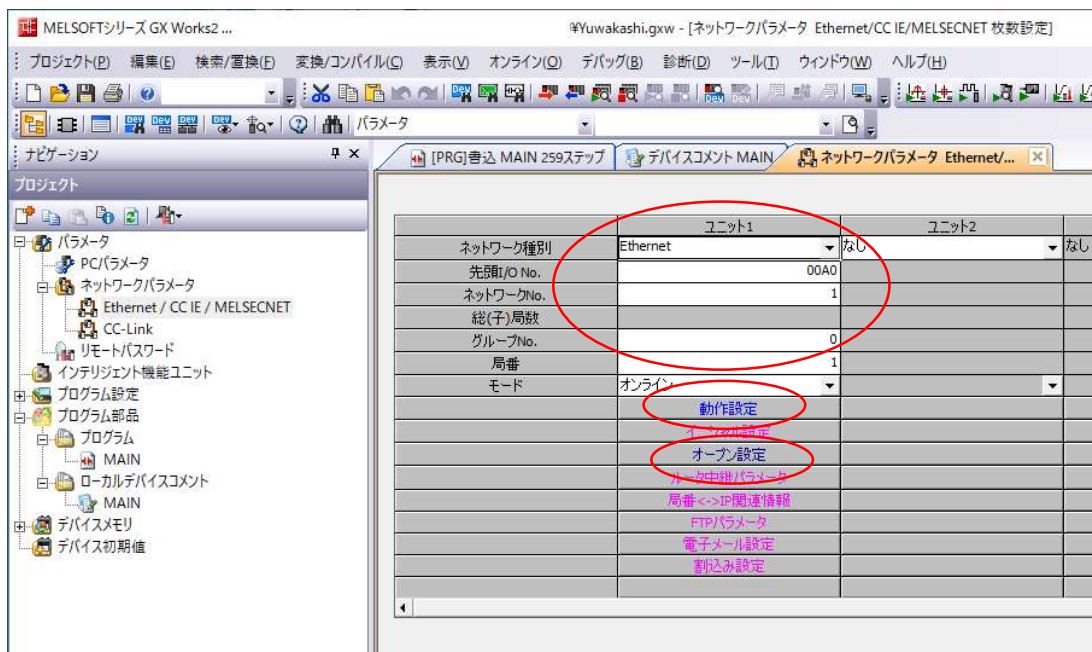 MELSOFTシリーズ GX Works2 ...
¥Yuwakashi.gxw - [ネットワークパラメータ Ethernet/CC IE/MELSECNET 枚数設定]
プロジェクト(P) 編集(E) 検索/置換(F) 変換/コンパイル(C) 表示(V) オンライン(O) デバッグ(B) 診断(D) ツール(T) ウィンドウ(W) ヘルプ(H)
パラメータ
ナビゲーション
[PRG]書込 MAIN 259ステップ
デバイスコメント MAIN
ネットワークパラメータ Ethernet/...
プロジェクト
パラメータ
PCパラメータ
ネットワークパラメータ
Ethernet / CC IE / MELSECNET
CC-Link
リモートパスワード
インテリジェント機能ユニット
プログラム設定
プログラム部品
プログラム
MAIN
ローカルデバイスコメント
MAIN
デバイスメモリ
デバイス初期値
ユニット1 ユニット2
ネットワーク種別 Ethernet なし なし
先頭I/O No. 00A0
ネットワークNo. 1
総(子)局数
グループNo. 0
局番 1
モード オンライン
動作設定
イニシャル設定
オープン設定
ルータ中継パラメータ
局番<->IP関連情報
FTPパラメータ
電子メール設定
割込み設定